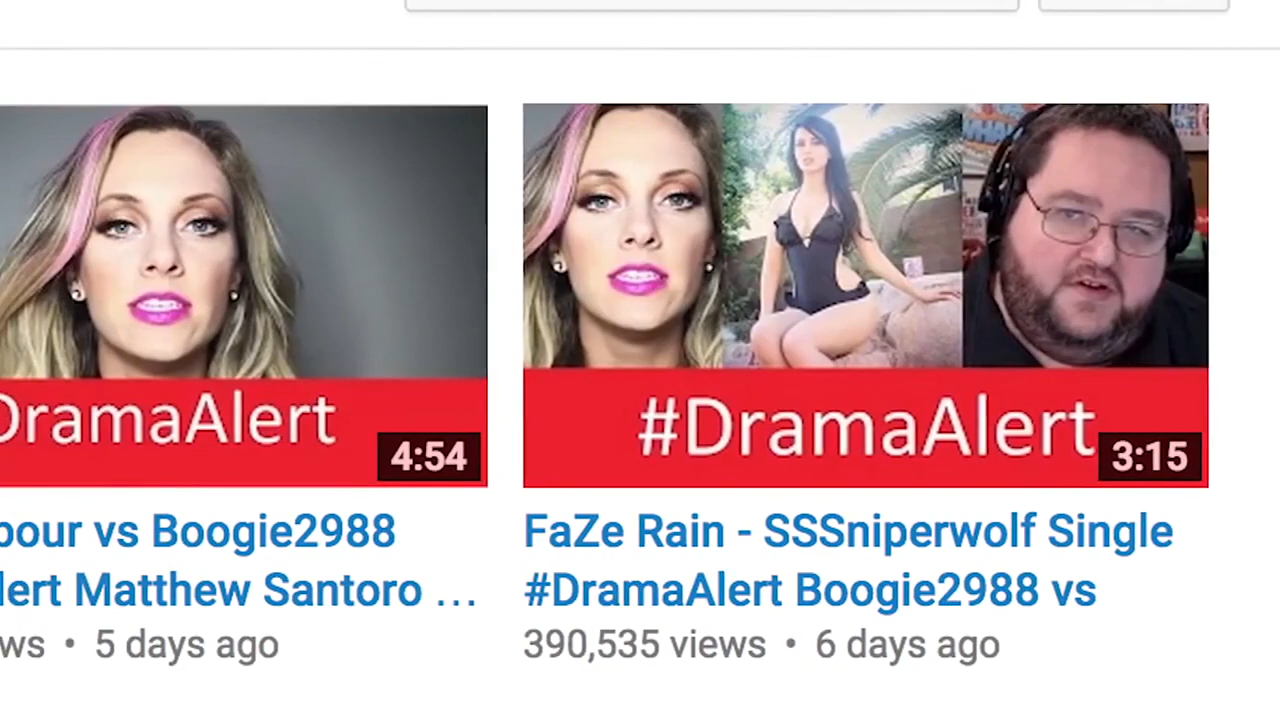 DramaAlert
4:54
#DramaAlert
3:15
pour vs Boogie2988
lert Matthew Santoro ...
ws • 5 days ago
FaZe Rain - SSSniperwolf Single
#DramaAlert Boogie2988 vs
390,535 views • 6 days ago